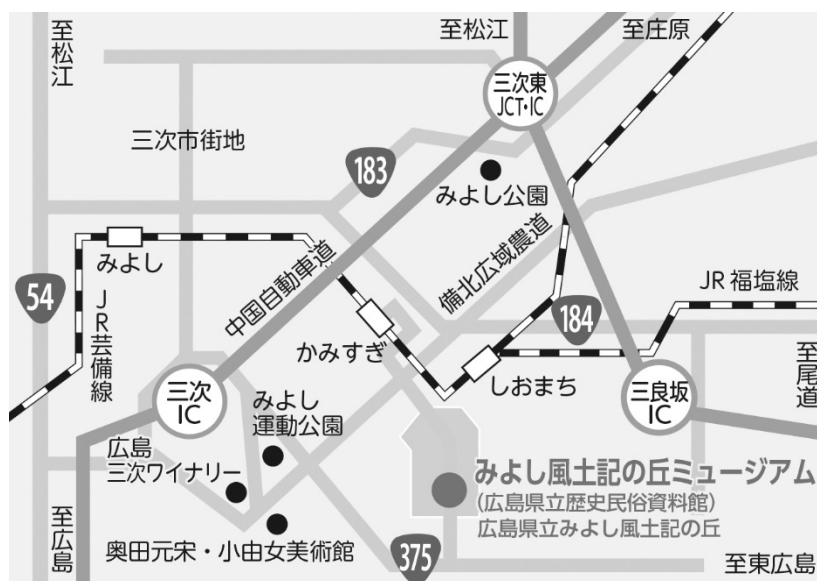 至松江
至松江
至庄原
三次東
JCT・IC
三次市街地
183
みよし公園
みよし
中国自動車道
備北広域農道
54
JR芸備線
JR福塩線
184
かみすぎ
しおまち
至尾道
三次
IC
みよし
運動公園
三良坂
IC
広島
三次ワイナリー
みよし風土記の丘ミュージアム
(広島県立歴史民俗資料館)
広島県立みよし風土記の丘
至広島
奥田元宋・小由女美術館
375
至東広島